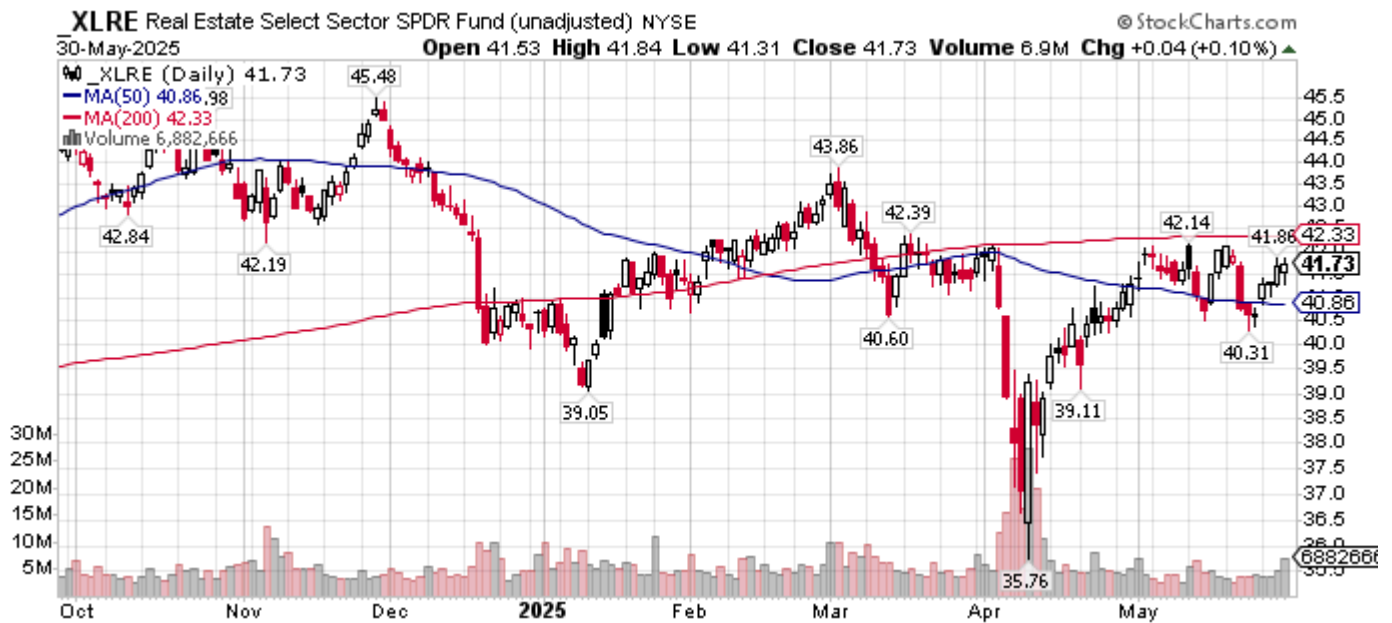 _XLRE Real Estate Select Sector SPDR Fund (unadjusted) NYSE © StockCharts.com
30-May-2025 Open 41.53 High 41.84 Low 41.31 Close 41.73 Volume 6.9M Chg +0.04 (+0.10%)
_XLRE (Daily) 41.73
MA(50) 40.86 .98
MA(200) 42.33
Volume 6,882,666
45.48
43.86
42.84
42.19
42.39
42.14
41.86
40.60
40.31
39.05
39.11
35.76
45.5
45.0
44.5
44.0
43.5
43.0
42.33
41.73
40.86
40.5
40.0
39.5
39.0
38.5
38.0
37.5
37.0
36.5
6882666
30M
25M
20M
15M
10M
5M
Oct Nov Dec 2025 Feb Mar Apr May